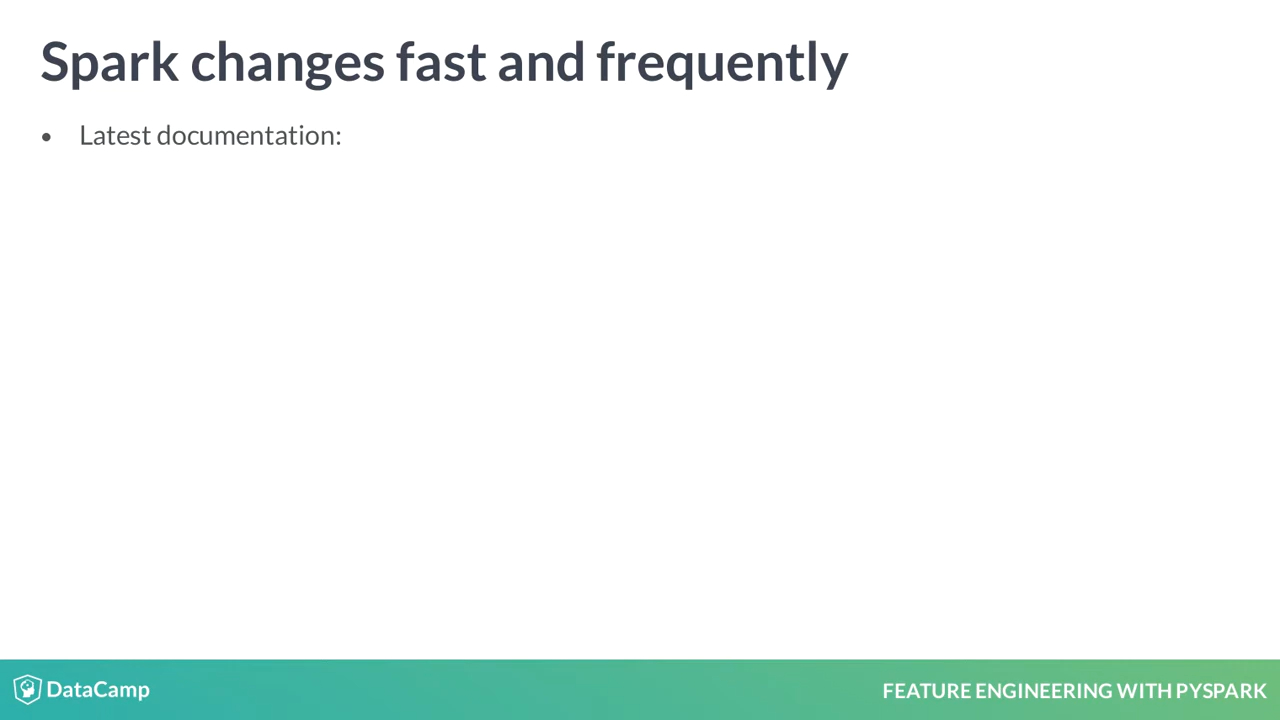 Spark changes fast and frequently
• Latest documentation:
DataCamp
FEATURE ENGINEERING WITH PYSPARK